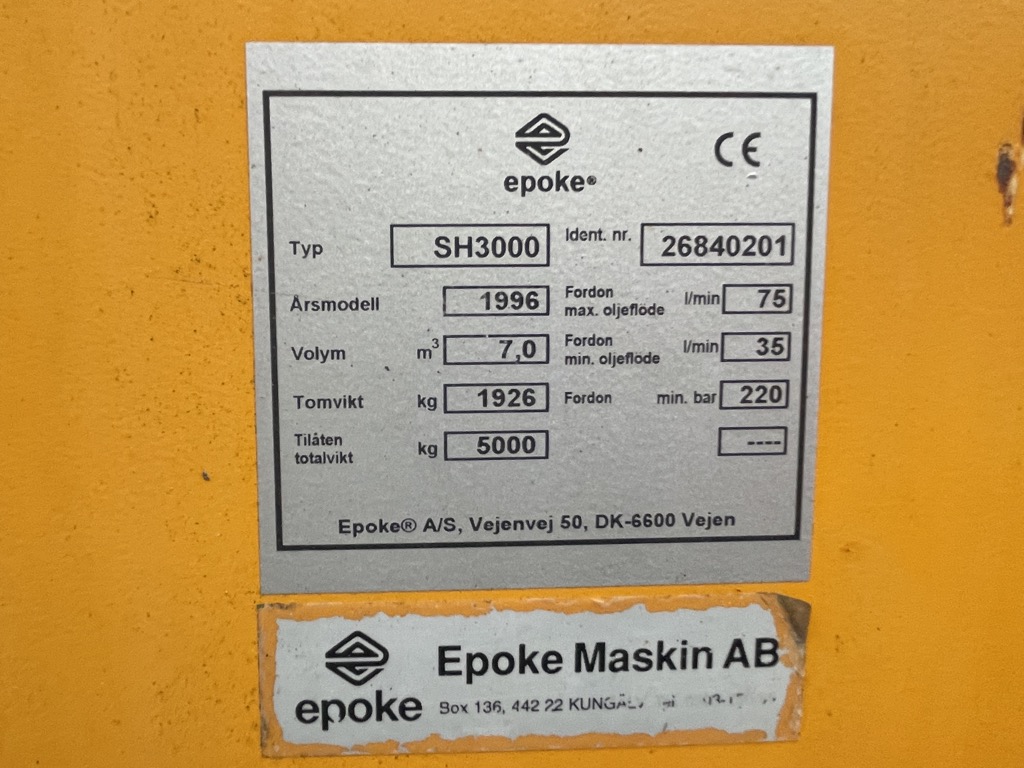 epoke®
CE
Typ SH3000 Ident. nr. 26840201
Årsmodell 1996 Fordon max. oljeflöde l/min 75
Volym m³ 7,0 Fordon min. oljeflöde l/min 35
Tomvikt kg 1926 Fordon min. bar 220
Tilåten totalvikt kg 5000 ----
Epoke® A/S, Vejenvej 50, DK-6600 Vejen
epoke
Epoke Maskin AB
Box 136, 442 22 KUNGÄLV